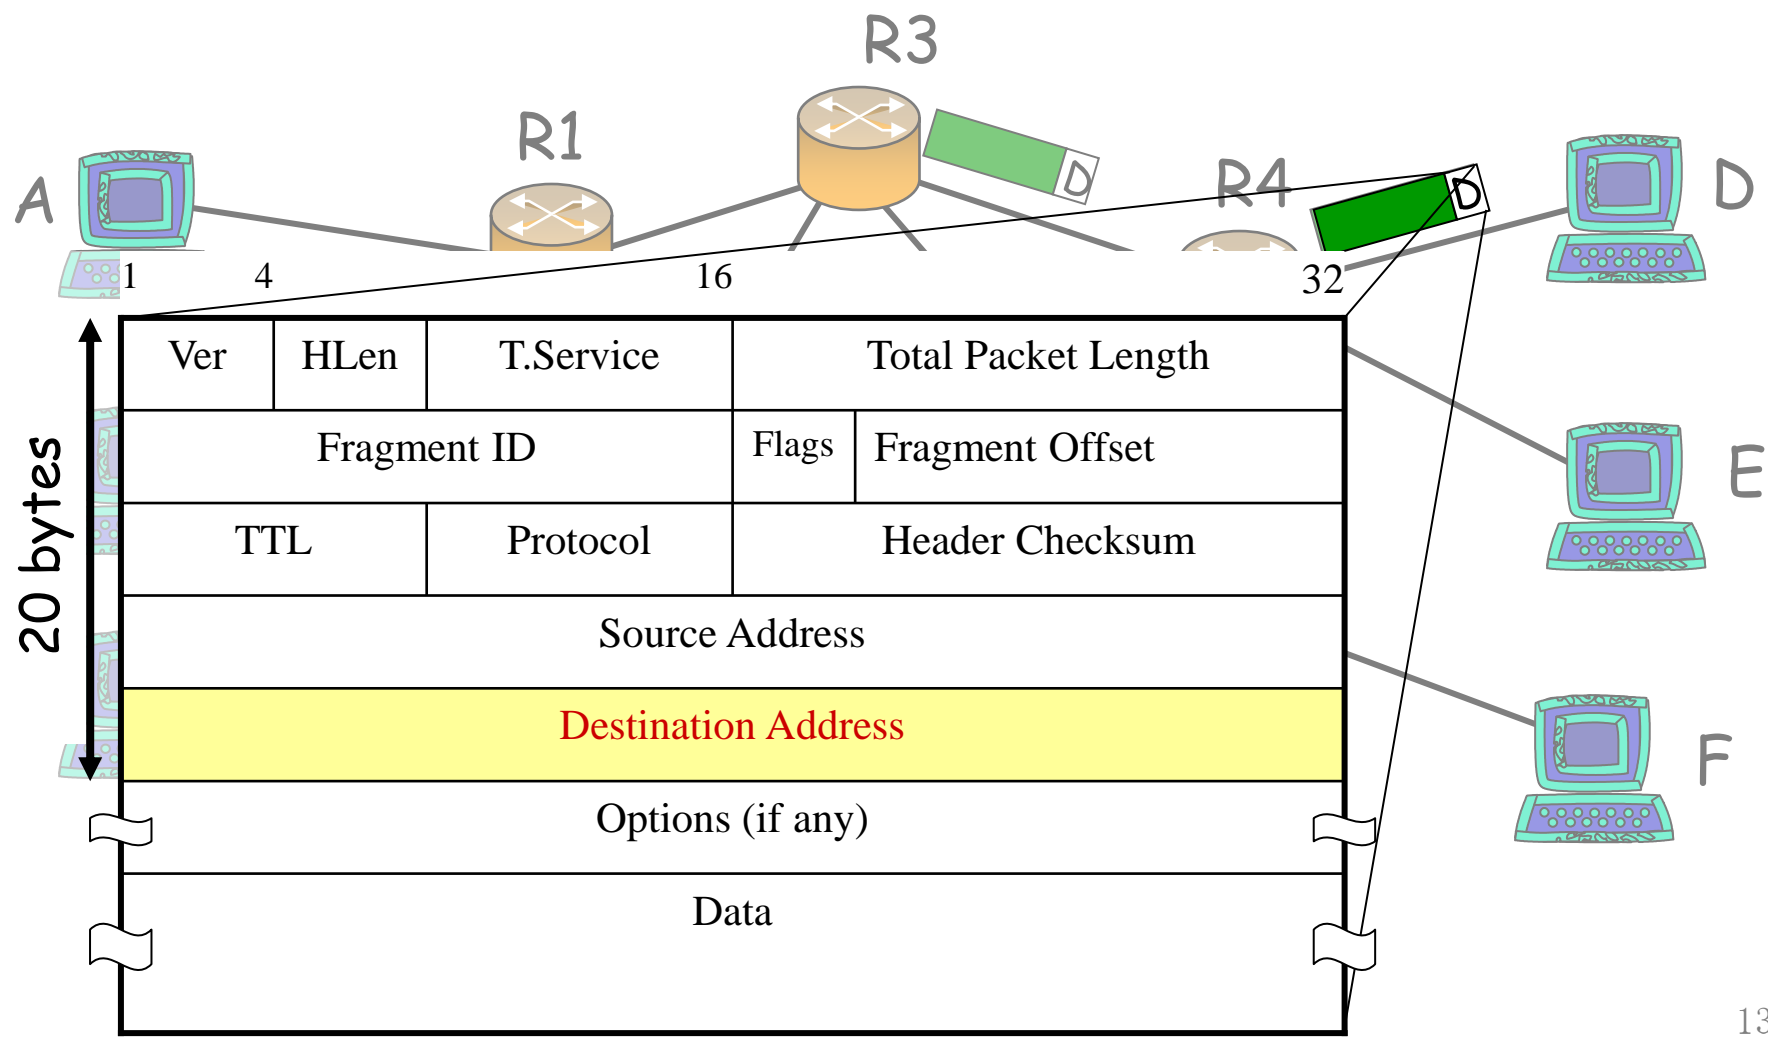 R3
R1
A
D
R4
D
D
1 4 16 32
Ver HLen T.Service Total Packet Length
Fragment ID Flags Fragment Offset
E
20 bytes
TTL Protocol Header Checksum
Source Address
Destination Address
F
Options (if any)
Data
13